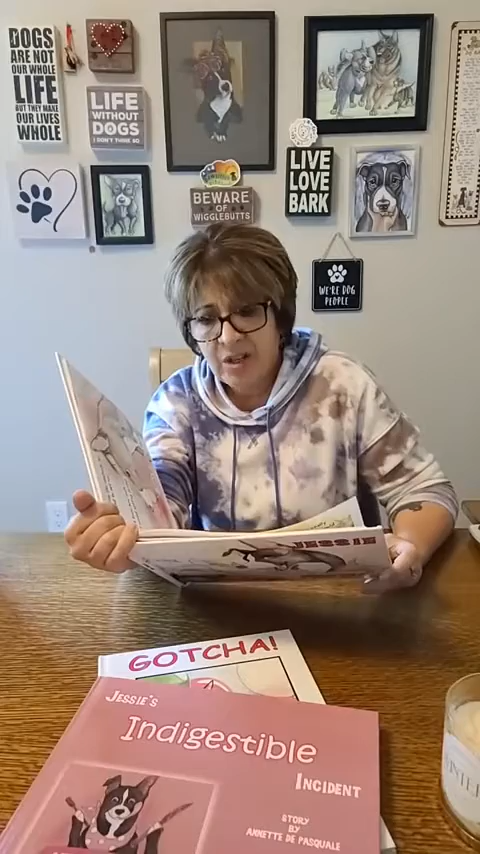 DOGS
ARE NOT
OUR WHOLE
LIFE
BUT THEY
MAKE
OUR LIVES
WHOLE
LIFE
WITHOUT
DOGS
I DON'T THINK SO
BEWARE
OF
WIGGLEBUTTS
LIVE
LOVE
BARK
WE'RE DOG
PEOPLE
JESSIE
GOTCHA!
JESSIE'S
INDIGESTIBLE
INCIDENT
STORY
BY
ANNETTE DE PASQUALE